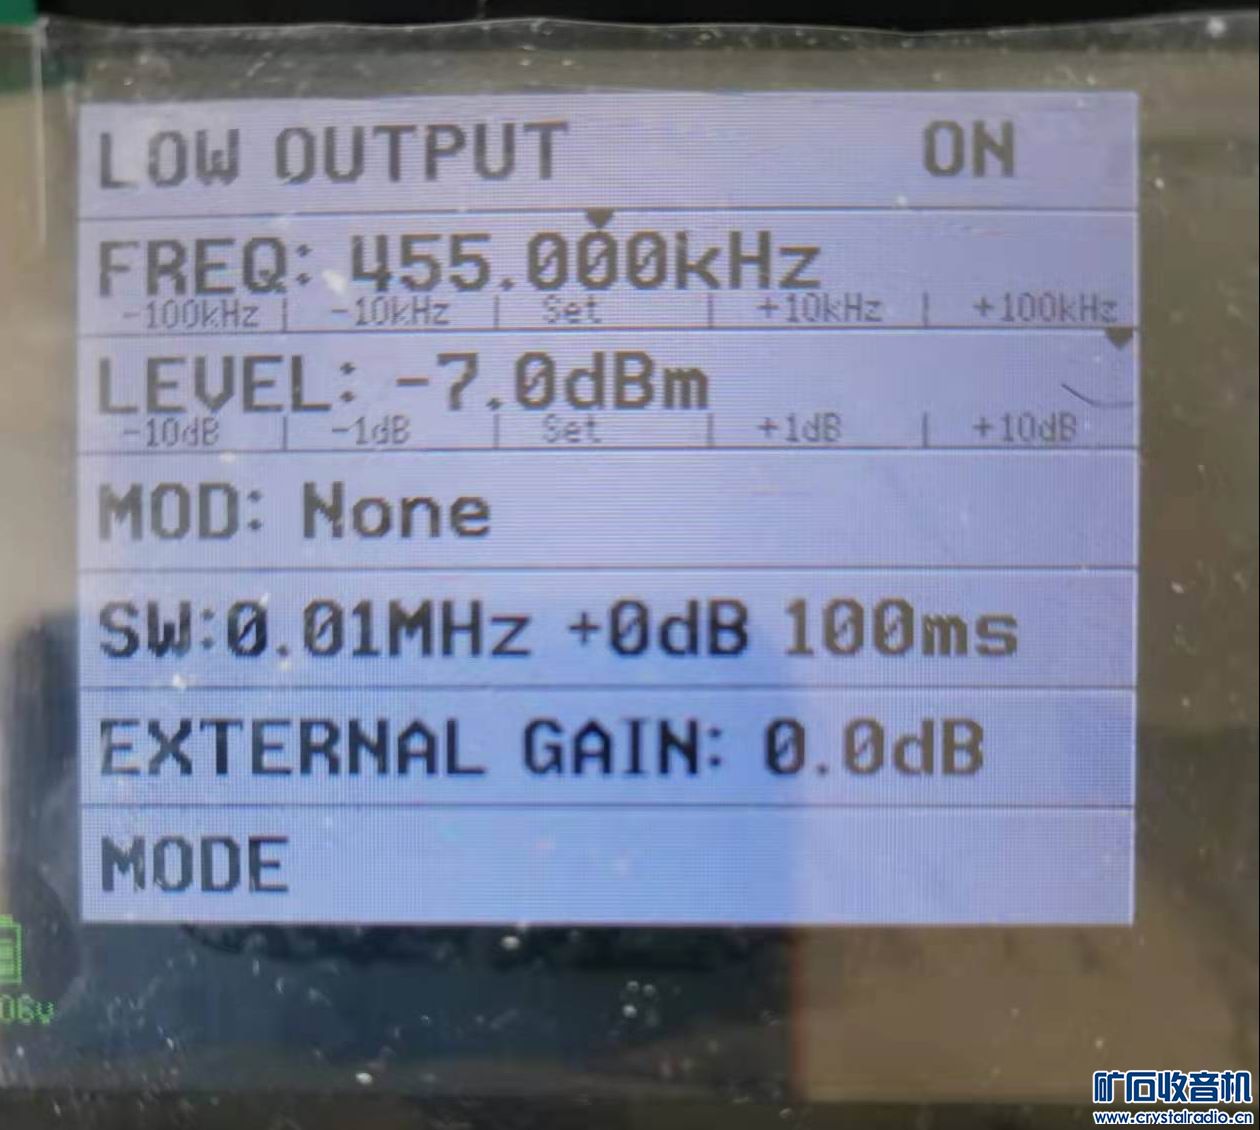 LOW OUTPUT ON
FREQ: 455.000kHz
-100kHz | -10kHz | Set | +10kHz | +100kHz
LEVEL: -7.0dBm
-10dB | -1dB | Set | +1dB | +10dB
MOD: None
SW:0.01MHz +0dB 100ms
EXTERNAL GAIN: 0.0dB
MODE
06v
矿石收音机
www.crystalradio.cn